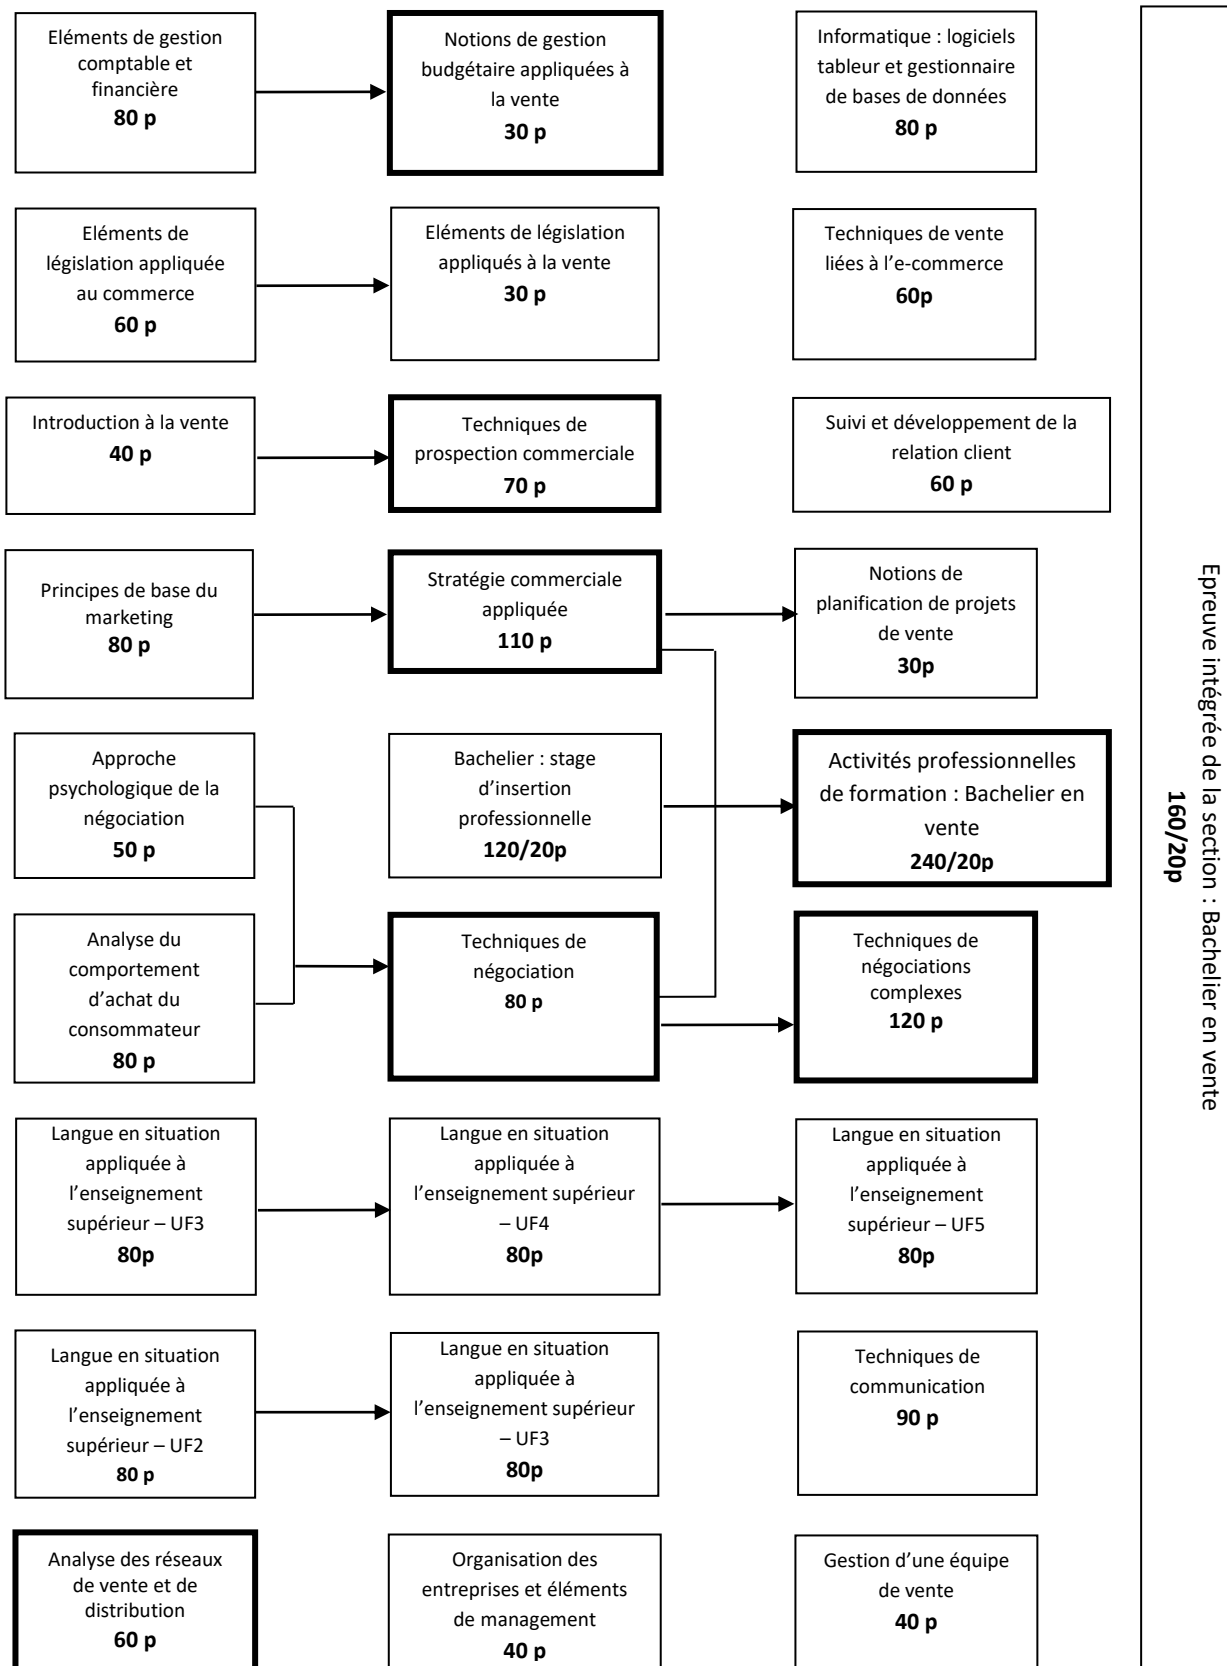 Eléments de gestion
comptable et
financière
80 p
Notions de gestion
budgétaire appliquées à
la vente
30 p
Informatique : logiciels
tableur et gestionnaire
de bases de données
80 p
Eléments de
législation appliquée
au commerce
60 p
Eléments de législation
appliqués à la vente
30 p
Techniques de vente
liées à l’e-commerce
60p
Introduction à la vente
40 p
Techniques de
prospection commerciale
70 p
Suivi et développement de la
relation client
60 p
Principes de base du
marketing
80 p
Stratégie commerciale
appliquée
110 p
Notions de
planification de projets
de vente
30p
Approche
psychologique de la
négociation
50 p
Bachelier : stage
d’insertion
professionnelle
120/20p
Activités professionnelles
de formation : Bachelier en
vente
240/20p
Analyse du
comportement
d’achat du
consommateur
80 p
Techniques de
négociation
80 p
Techniques de
négociations
complexes
120 p
Langue en situation
appliquée à
l’enseignement
supérieur – UF3
80p
Langue en situation
appliquée à
l’enseignement supérieur
– UF4
80p
Langue en situation
appliquée à
l’enseignement
supérieur – UF5
80p
Langue en situation
appliquée à
l’enseignement
supérieur – UF2
80 p
Langue en situation
appliquée à
l’enseignement supérieur
– UF3
80p
Techniques de
communication
90 p
Analyse des réseaux
de vente et de
distribution
60 p
Organisation des
entreprises et éléments
de management
40 p
Gestion d’une équipe
de vente
40 p
Epreuve intégrée de la section : Bachelier en vente
160/20p